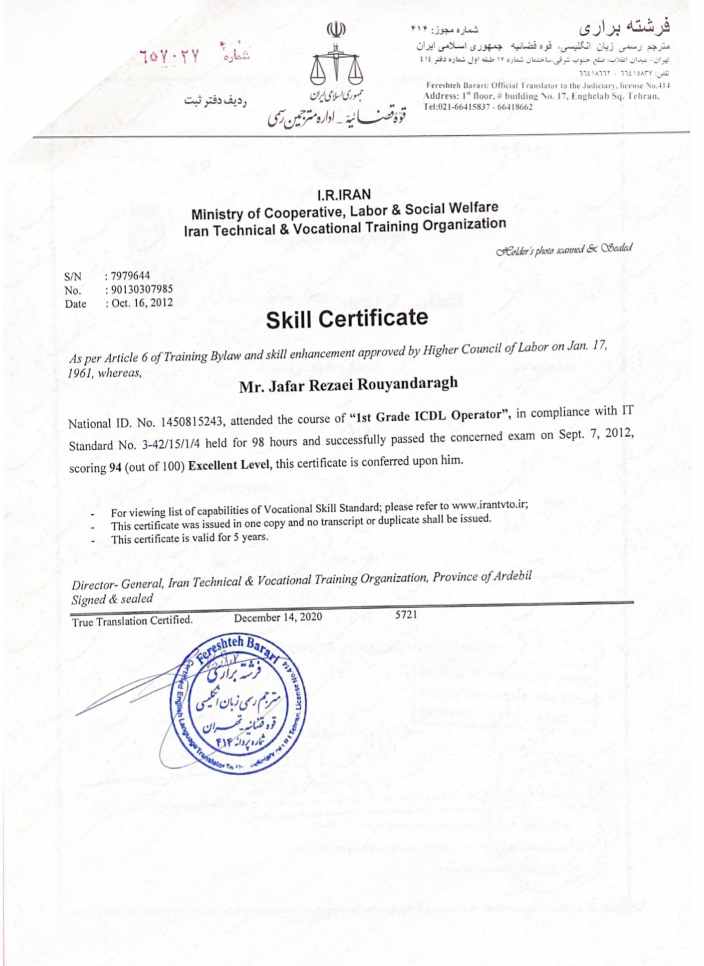 فرشته براری
شماره مجوز: ۴۱۴
مترجم رسمی زبان انگلیسی، قوه قضائیه جمهوری اسلامی ایران
تهران- میدان انقلاب- ضلع جنوب شرقی ساختمان شماره ۱۷ طبقه اول شماره دفتر ۴۱۴
تلفن: ۶۶۴۱۵۸۳۷ - ۶۶۴۱۸۶۶۲
Fereshteh Barari: Official Translator to the Judiciary, license No.414
Address: 1st floor, # building No. 17, Enghelab Sq. Tehran.
Tel:021-66415837 - 66418662
جمهوری اسلامی ایران
قوه قضـائیه - اداره مترجمین رسمی
شماره ۶۵۷۰۲۷
ردیف دفتر ثبت
I.R.IRAN
Ministry of Cooperative, Labor & Social Welfare
Iran Technical & Vocational Training Organization
Holder's photo scanned & Sealed
S/N : 7979644
No. : 90130307985
Date : Oct. 16, 2012
Skill Certificate
As per Article 6 of Training Bylaw and skill enhancement approved by Higher Council of Labor on Jan. 17,
1961, whereas,
Mr. Jafar Rezaei Rouyandaragh
National ID. No. 1450815243, attended the course of “1st Grade ICDL Operator”, in compliance with IT
Standard No. 3-42/15/1/4 held for 98 hours and successfully passed the concerned exam on Sept. 7, 2012,
scoring 94 (out of 100) Excellent Level, this certificate is conferred upon him.
- For viewing list of capabilities of Vocational Skill Standard; please refer to www.irantvto.ir;
- This certificate was issued in one copy and no transcript or duplicate shall be issued.
- This certificate is valid for 5 years.
Director- General, Iran Technical & Vocational Training Organization, Province of Ardebil
Signed & sealed
True Translation Certified. December 14, 2020 5721
Fereshteh Barari
فرشته براری
مترجم رسمی زبان انگلیسی
قوه قضائیه - تهران
شماره پروانه ۴۱۴
Certified English Language Translator To
Tehran. License No.414